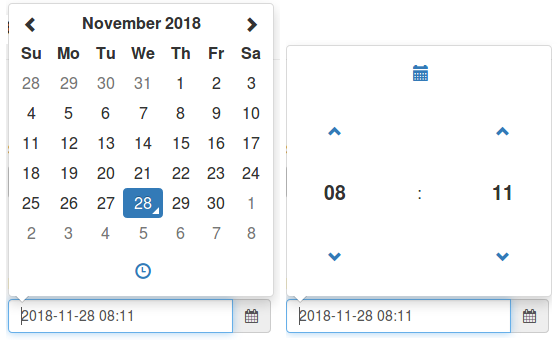 November 2018
Su Mo Tu We Th Fr Sa
28 29 30 31 1 2 3
4 5 6 7 8 9 10
11 12 13 14 15 16 17
18 19 20 21 22 23 24
25 26 27 28 29 30 1
2 3 4 5 6 7 8
2018-11-28 08:11
08 : 11
2018-11-28 08:11